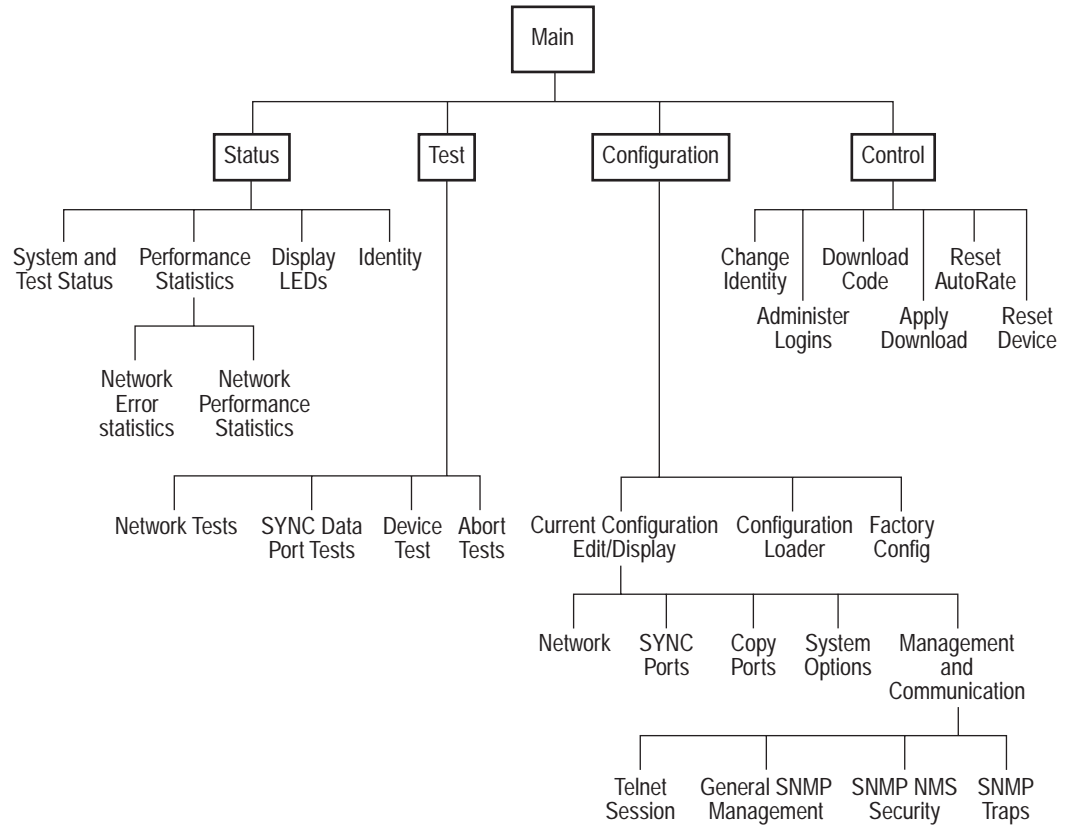 Main
Status
Test
Configuration
Control
System and
Test Status
Performance
Statistics
Display
LEDs
Identity
Network
Error
statistics
Network
Performance
Statistics
Change
Identity
Administer
Logins
Download
Code
Apply
Download
Reset
AutoRate
Reset
Device
Network Tests
SYNC Data
Port Tests
Device
Test
Abort
Tests
Current Configuration
Edit/Display
Configuration
Loader
Factory
Config
Network
SYNC
Ports
Copy
Ports
System
Options
Management
and
Communication
Telnet
Session
General SNMP
Management
SNMP NMS
Security
SNMP
Traps